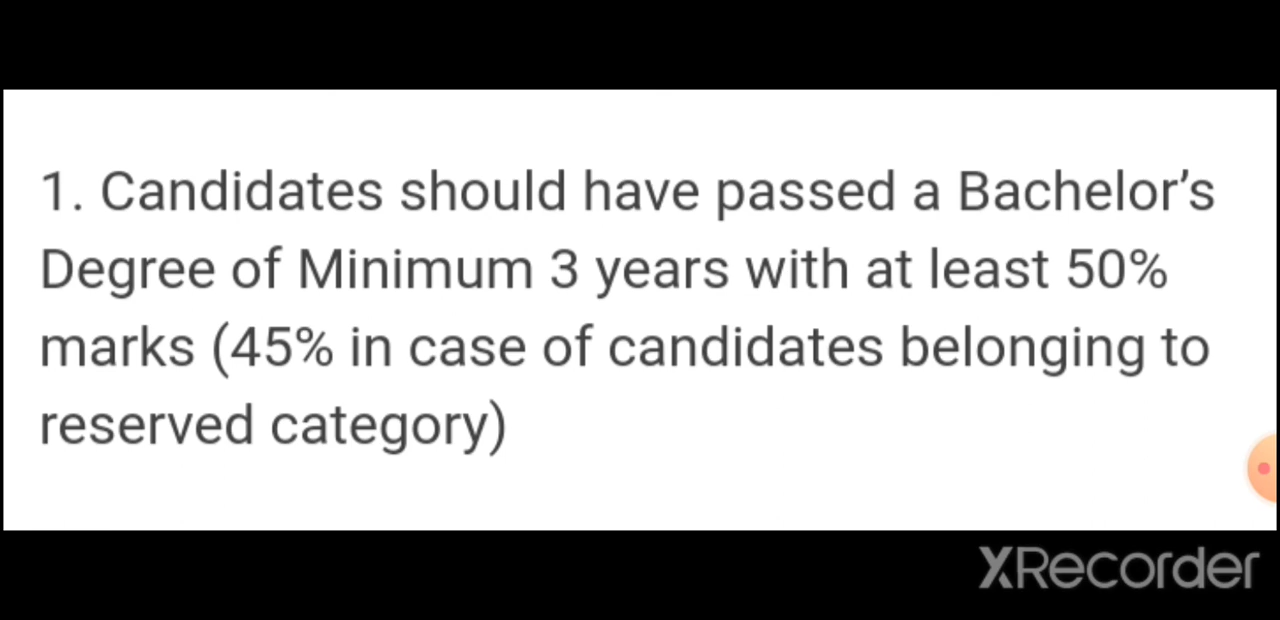 1. Candidates should have passed a Bachelor’s
Degree of Minimum 3 years with at least 50%
marks (45% in case of candidates belonging to
reserved category)
XRecorder